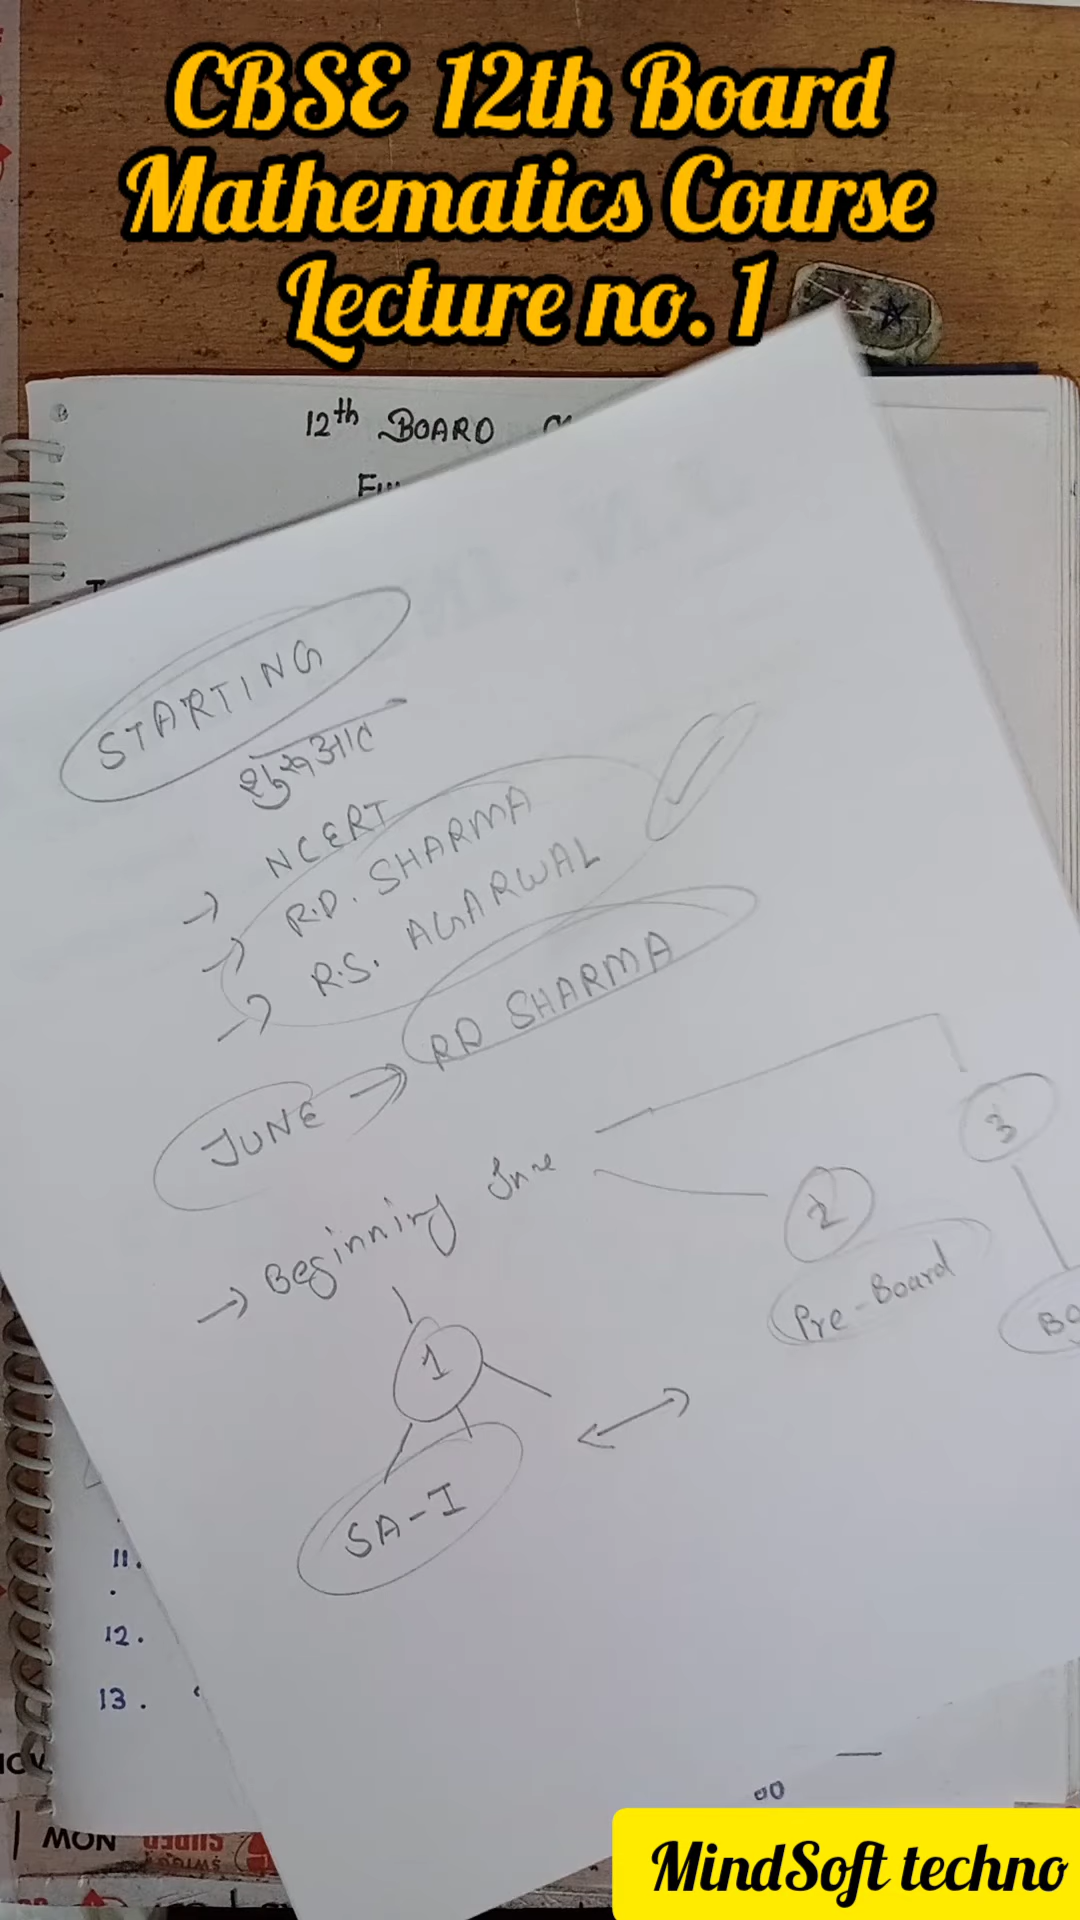 CBSE 12th Board
Mathematics Course
Lecture no. 1
12th BOARD
STARTING
शुरुआत
→ NCERT
→ R.D. SHARMA
→ R.S. AGARWAL
JUNE → RD SHARMA
→ Beginning June
1
2
3
SA-I
Pre-Board
11.
12.
13.
MindSoft techno